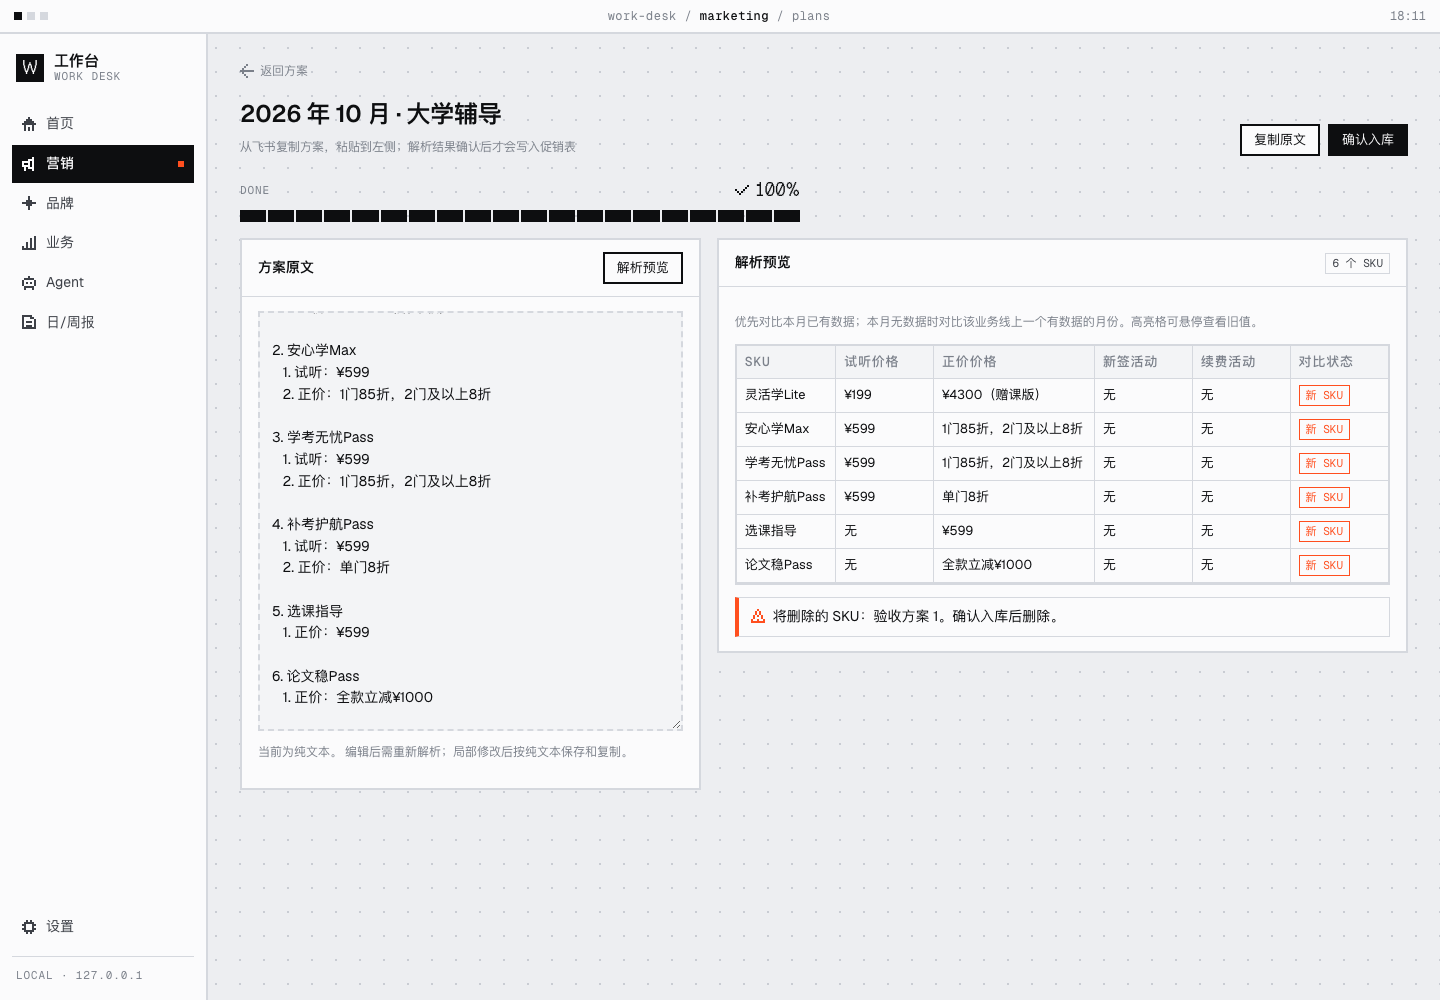 work-desk / marketing / plans
18:11
W
工作台
WORK DESK
首页
营销
品牌
业务
Agent
日/周报
设置
LOCAL · 127.0.0.1
返回方案
2026 年 10 月 · 大学辅导
从飞书复制方案，粘贴到左侧；解析结果确认后才会写入促销表
复制原文
确认入库
DONE
100%
方案原文
解析预览
2. 安心学Max
1. 试听：¥599
2. 正价：1门85折，2门及以上8折
3. 学考无忧Pass
1. 试听：¥599
2. 正价：1门85折，2门及以上8折
4. 补考护航Pass
1. 试听：¥599
2. 正价：单门8折
5. 选课指导
1. 正价：¥599
6. 论文稳Pass
1. 正价：全款立减¥1000
当前为纯文本。 编辑后需重新解析；局部修改后按纯文本保存和复制。
解析预览
6 个 SKU
优先对比本月已有数据；本月无数据时对比该业务线上一个有数据的月份。高亮格可悬停查看旧值。
SKU 试听价格 正价价格 新签活动 续费活动 对比状态
灵活学Lite ¥199 ¥4300（赠课版） 无 无 新 SKU
安心学Max ¥599 1门85折，2门及以上8折 无 无 新 SKU
学考无忧Pass ¥599 1门85折，2门及以上8折 无 无 新 SKU
补考护航Pass ¥599 单门8折 无 无 新 SKU
选课指导 无 ¥599 无 无 新 SKU
论文稳Pass 无 全款立减¥1000 无 无 新 SKU
将删除的 SKU：验收方案 1。确认入库后删除。